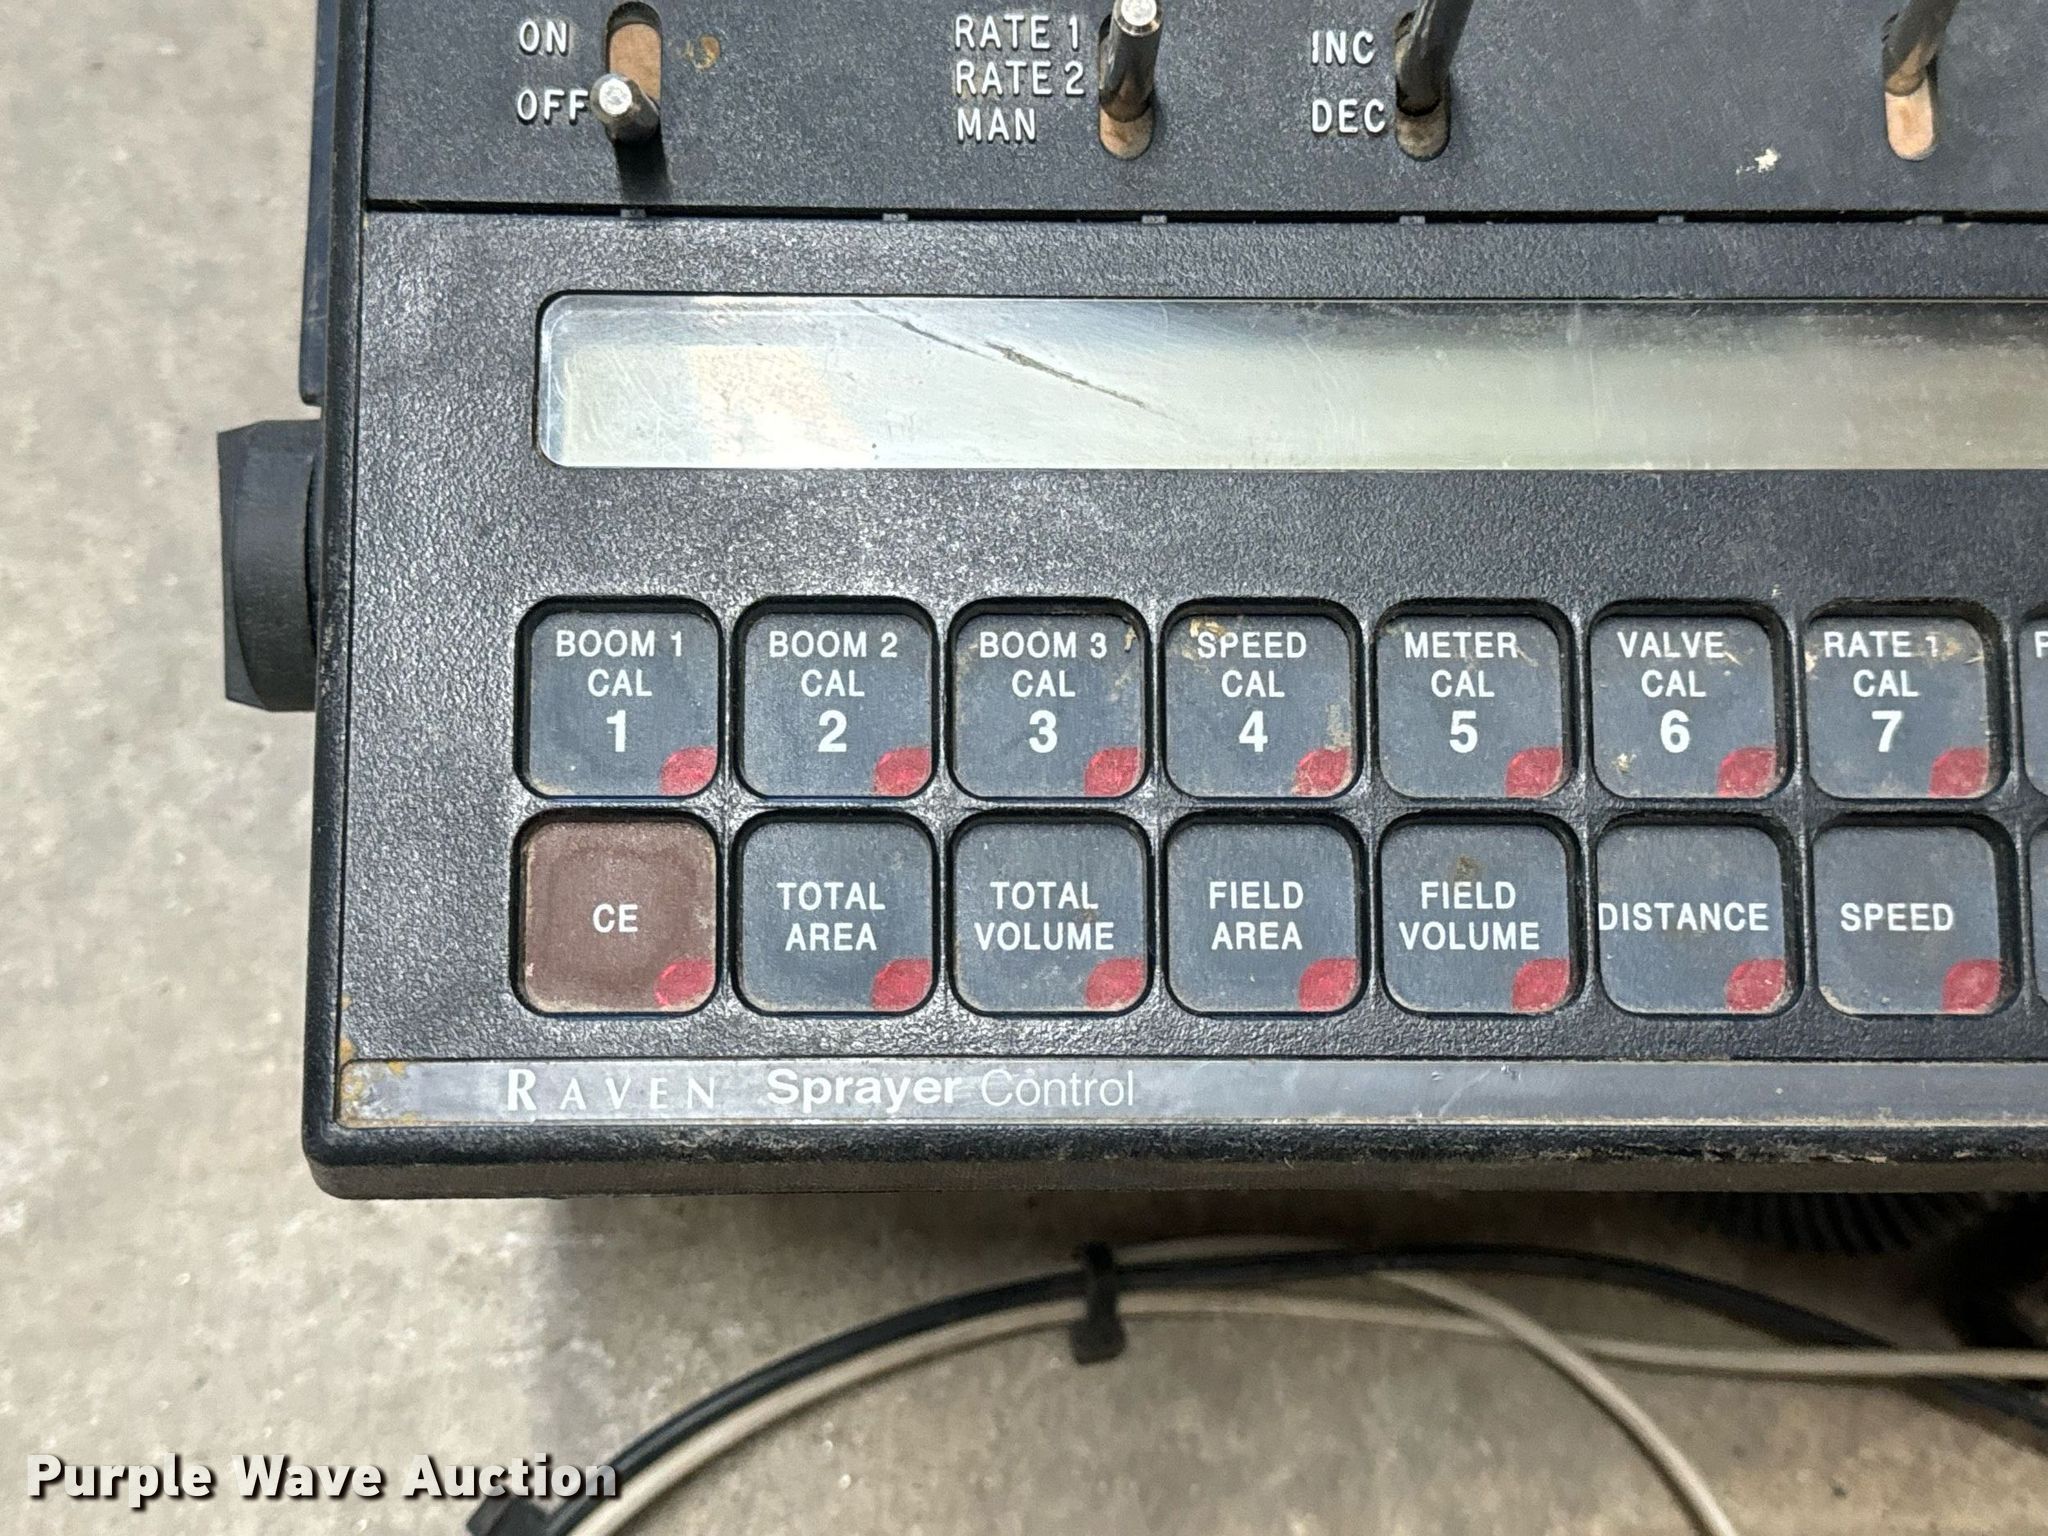 ON
OFF
RATE 1
RATE 2
MAN
INC
DEC
BOOM 1
CAL
1
BOOM 2
CAL
2
BOOM 3
CAL
3
SPEED
CAL
4
METER
CAL
5
VALVE
CAL
6
RATE 1
CAL
7
CE
TOTAL
AREA
TOTAL
VOLUME
FIELD
AREA
FIELD
VOLUME
DISTANCE
SPEED
RAVEN Sprayer Control
Purple Wave Auction